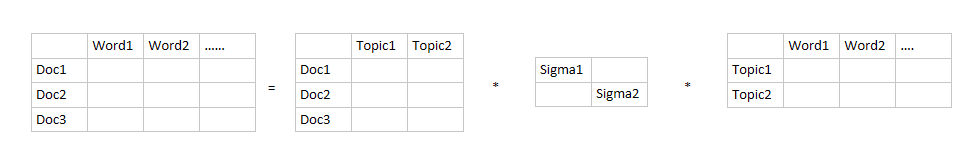 Word1 Word2 ......
Doc1
Doc2
Doc3
=
Topic1 Topic2
Doc1
Doc2
Doc3
*
Sigma1
Sigma2
*
Word1 Word2 ....
Topic1
Topic2